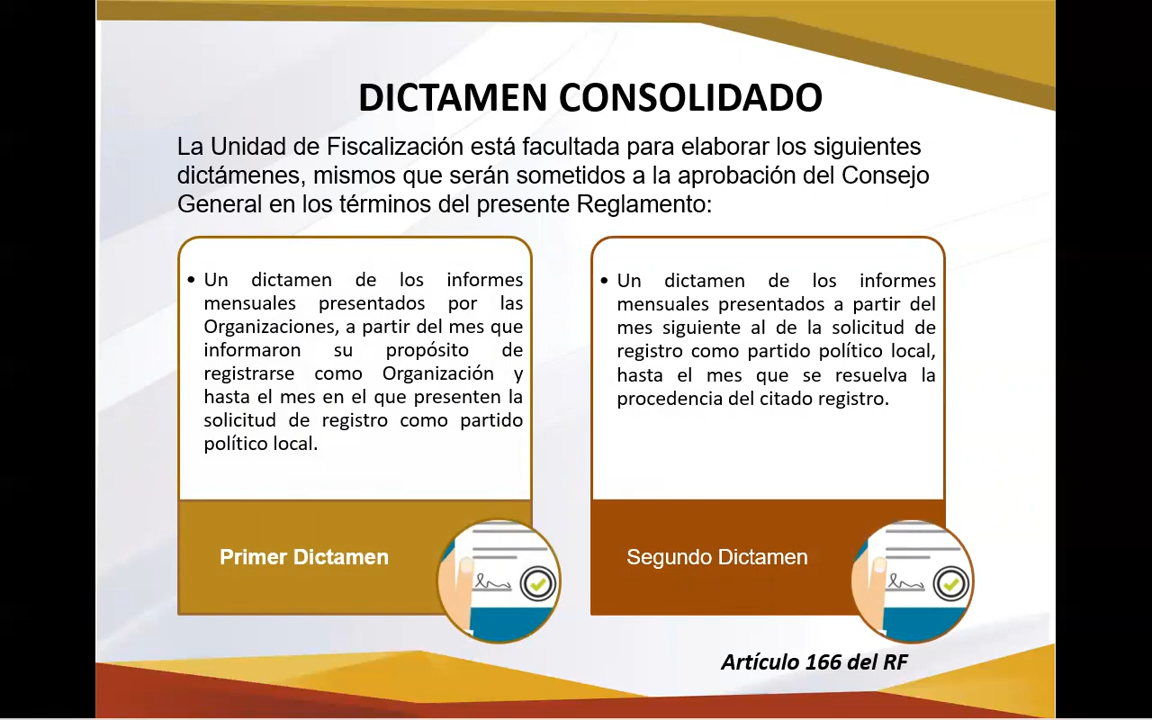 DICTAMEN CONSOLIDADO
La Unidad de Fiscalización está facultada para elaborar los siguientes
dictámenes, mismos que serán sometidos a la aprobación del Consejo
General en los términos del presente Reglamento:
• Un dictamen de los informes
mensuales presentados por las
Organizaciones, a partir del mes que
informaron su propósito de
registrarse como Organización y
hasta el mes en el que presenten la
solicitud de registro como partido
político local.
Primer Dictamen
• Un dictamen de los informes
mensuales presentados a partir del
mes siguiente al de la solicitud de
registro como partido político local,
hasta el mes que se resuelva la
procedencia del citado registro.
Segundo Dictamen
Artículo 166 del RF